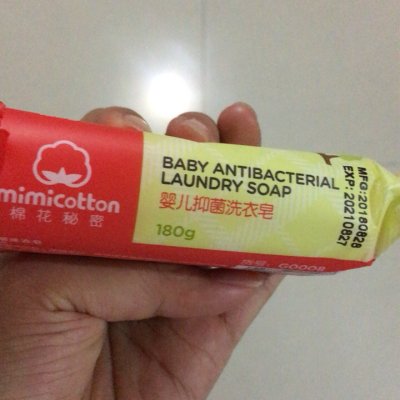 mimicotton
棉花秘密
BABY ANTIBACTERIAL
LAUNDRY SOAP
婴儿抑菌洗衣皂
180g
MFG:20180828
EXP:20210827